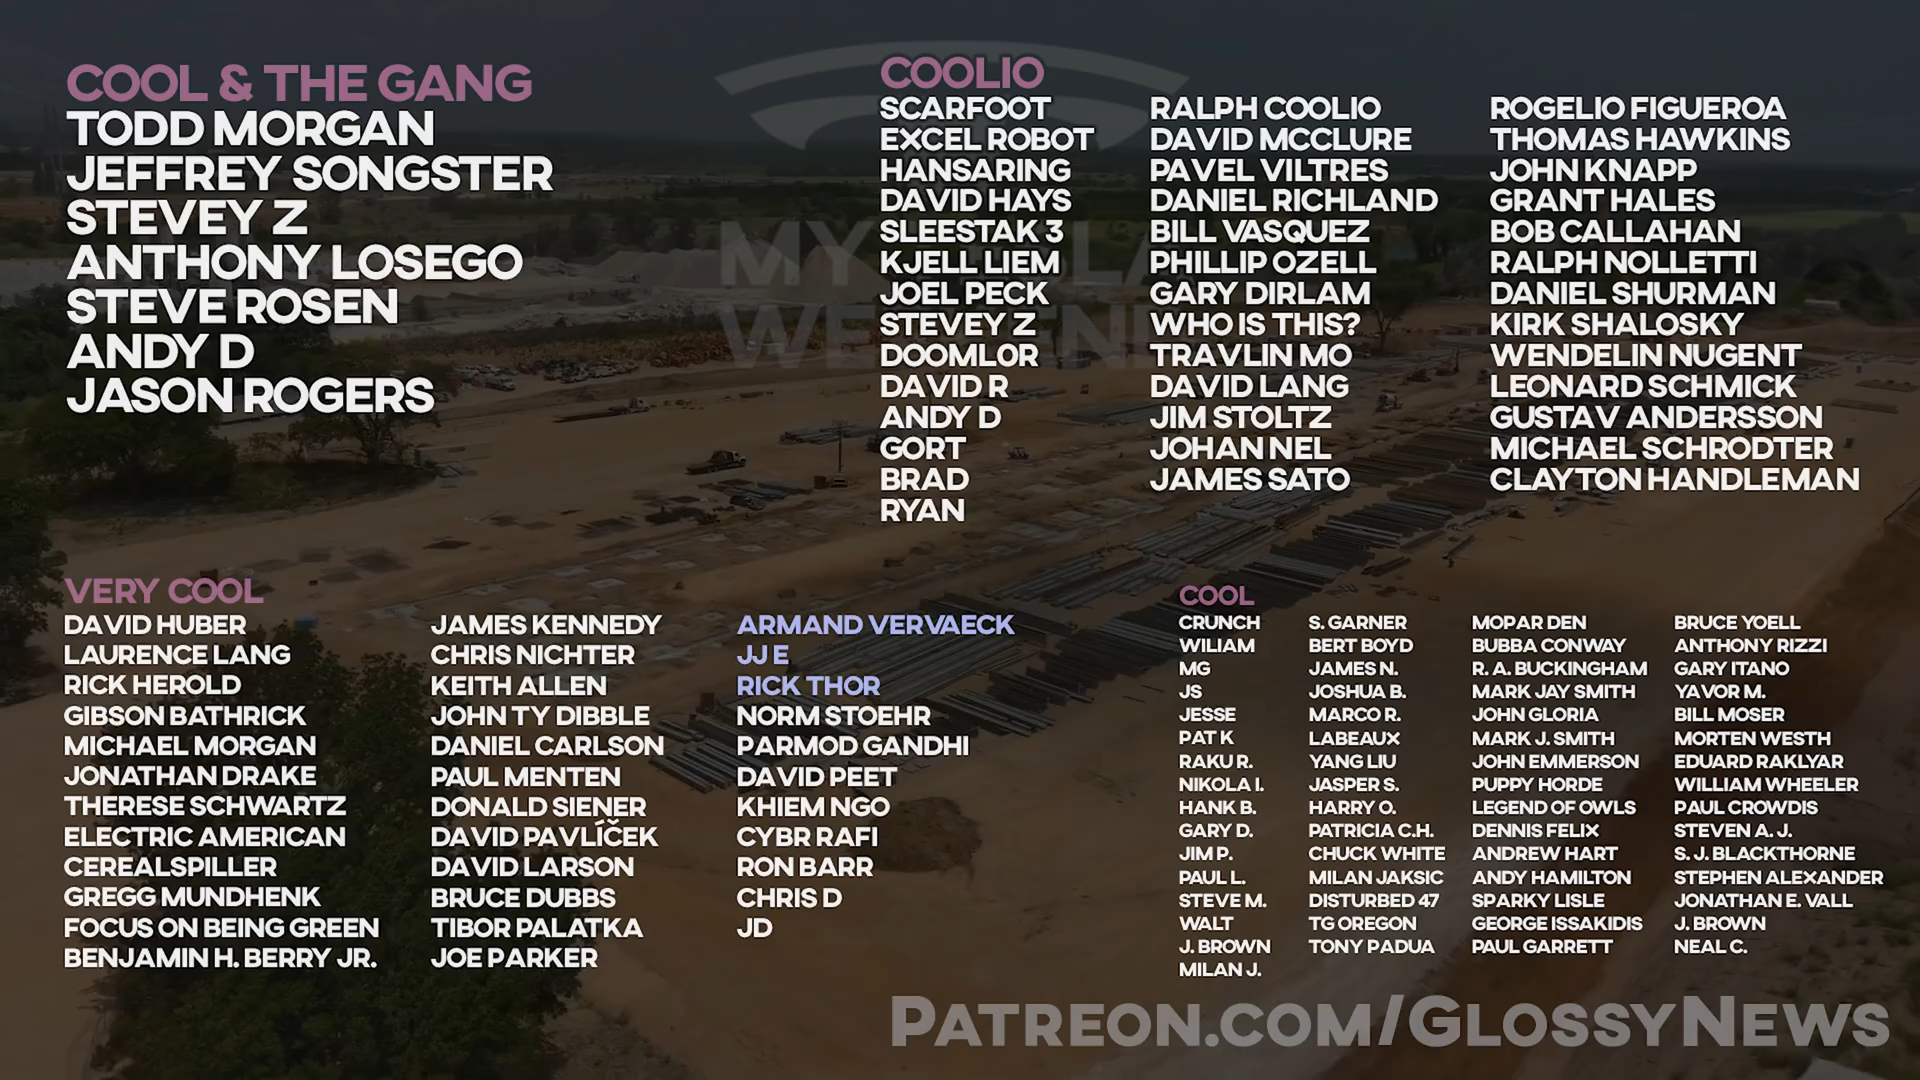 COOL & THE GANG
TODD MORGAN
JEFFREY SONGSTER
STEVEY Z
ANTHONY LOSEGO
STEVE ROSEN
ANDY D
JASON ROGERS
COOLIO
SCARFOOT
EXCEL ROBOT
HANSARING
DAVID HAYS
SLEESTAK 3
KJELL LIEM
JOEL PECK
STEVEY Z
DOOML0R
DAVID R
ANDY D
GORT
BRAD
RYAN
RALPH COOLIO
DAVID MCCLURE
PAVEL VILTRES
DANIEL RICHLAND
BILL VASQUEZ
PHILLIP OZELL
GARY DIRLAM
WHO IS THIS?
TRAVLIN MO
DAVID LANG
JIM STOLTZ
JOHAN NEL
JAMES SATO
ROGELIO FIGUEROA
THOMAS HAWKINS
JOHN KNAPP
GRANT HALES
BOB CALLAHAN
RALPH NOLLETTI
DANIEL SHURMAN
KIRK SHALOSKY
WENDELIN NUGENT
LEONARD SCHMICK
GUSTAV ANDERSSON
MICHAEL SCHRODTER
CLAYTON HANDLEMAN
MY
VERY COOL
DAVID HUBER
LAURENCE LANG
RICK HEROLD
GIBSON BATHRICK
MICHAEL MORGAN
JONATHAN DRAKE
THERESE SCHWARTZ
ELECTRIC AMERICAN
CEREALSPILLER
GREGG MUNDHENK
FOCUS ON BEING GREEN
BENJAMIN H. BERRY JR.
JAMES KENNEDY
CHRIS NICHTER
KEITH ALLEN
JOHN TY DIBBLE
DANIEL CARLSON
PAUL MENTEN
DONALD SIENER
DAVID PAVLÍČEK
DAVID LARSON
BRUCE DUBBS
TIBOR PALATKA
JOE PARKER
ARMAND VERVAECK
JJ E
RICK THOR
NORM STOEHR
PARMOD GANDHI
DAVID PEET
KHIEM NGO
CYBR RAFI
RON BARR
CHRIS D
JD
COOL
CRUNCH
WILIAM
MG
JS
JESSE
PAT K
RAKU R.
NIKOLA I.
HANK B.
GARY D.
JIM P.
PAUL L.
STEVE M.
WALT
J. BROWN
MILAN J.
S. GARNER
BERT BOYD
JAMES N.
JOSHUA B.
MARCO R.
LABEAUX
YANG LIU
JASPER S.
HARRY O.
PATRICIA C.H.
CHUCK WHITE
MILAN JAKSIC
DISTURBED 47
TG OREGON
TONY PADUA
MOPAR DEN
BUBBA CONWAY
R. A. BUCKINGHAM
MARK JAY SMITH
JOHN GLORIA
MARK J. SMITH
JOHN EMMERSON
PUPPY HORDE
LEGEND OF OWLS
DENNIS FELIX
ANDREW HART
ANDY HAMILTON
SPARKY LISLE
GEORGE ISSAKIDIS
PAUL GARRETT
BRUCE YOELL
ANTHONY RIZZI
GARY ITANO
YAVOR M.
BILL MOSER
MORTEN WESTH
EDUARD RAKLYAR
WILLIAM WHEELER
PAUL CROWDIS
STEVEN A. J.
S. J. BLACKTHORNE
STEPHEN ALEXANDER
JONATHAN E. VALL
J. BROWN
NEAL C.
PATREON.COM/GLOSSYNEWS